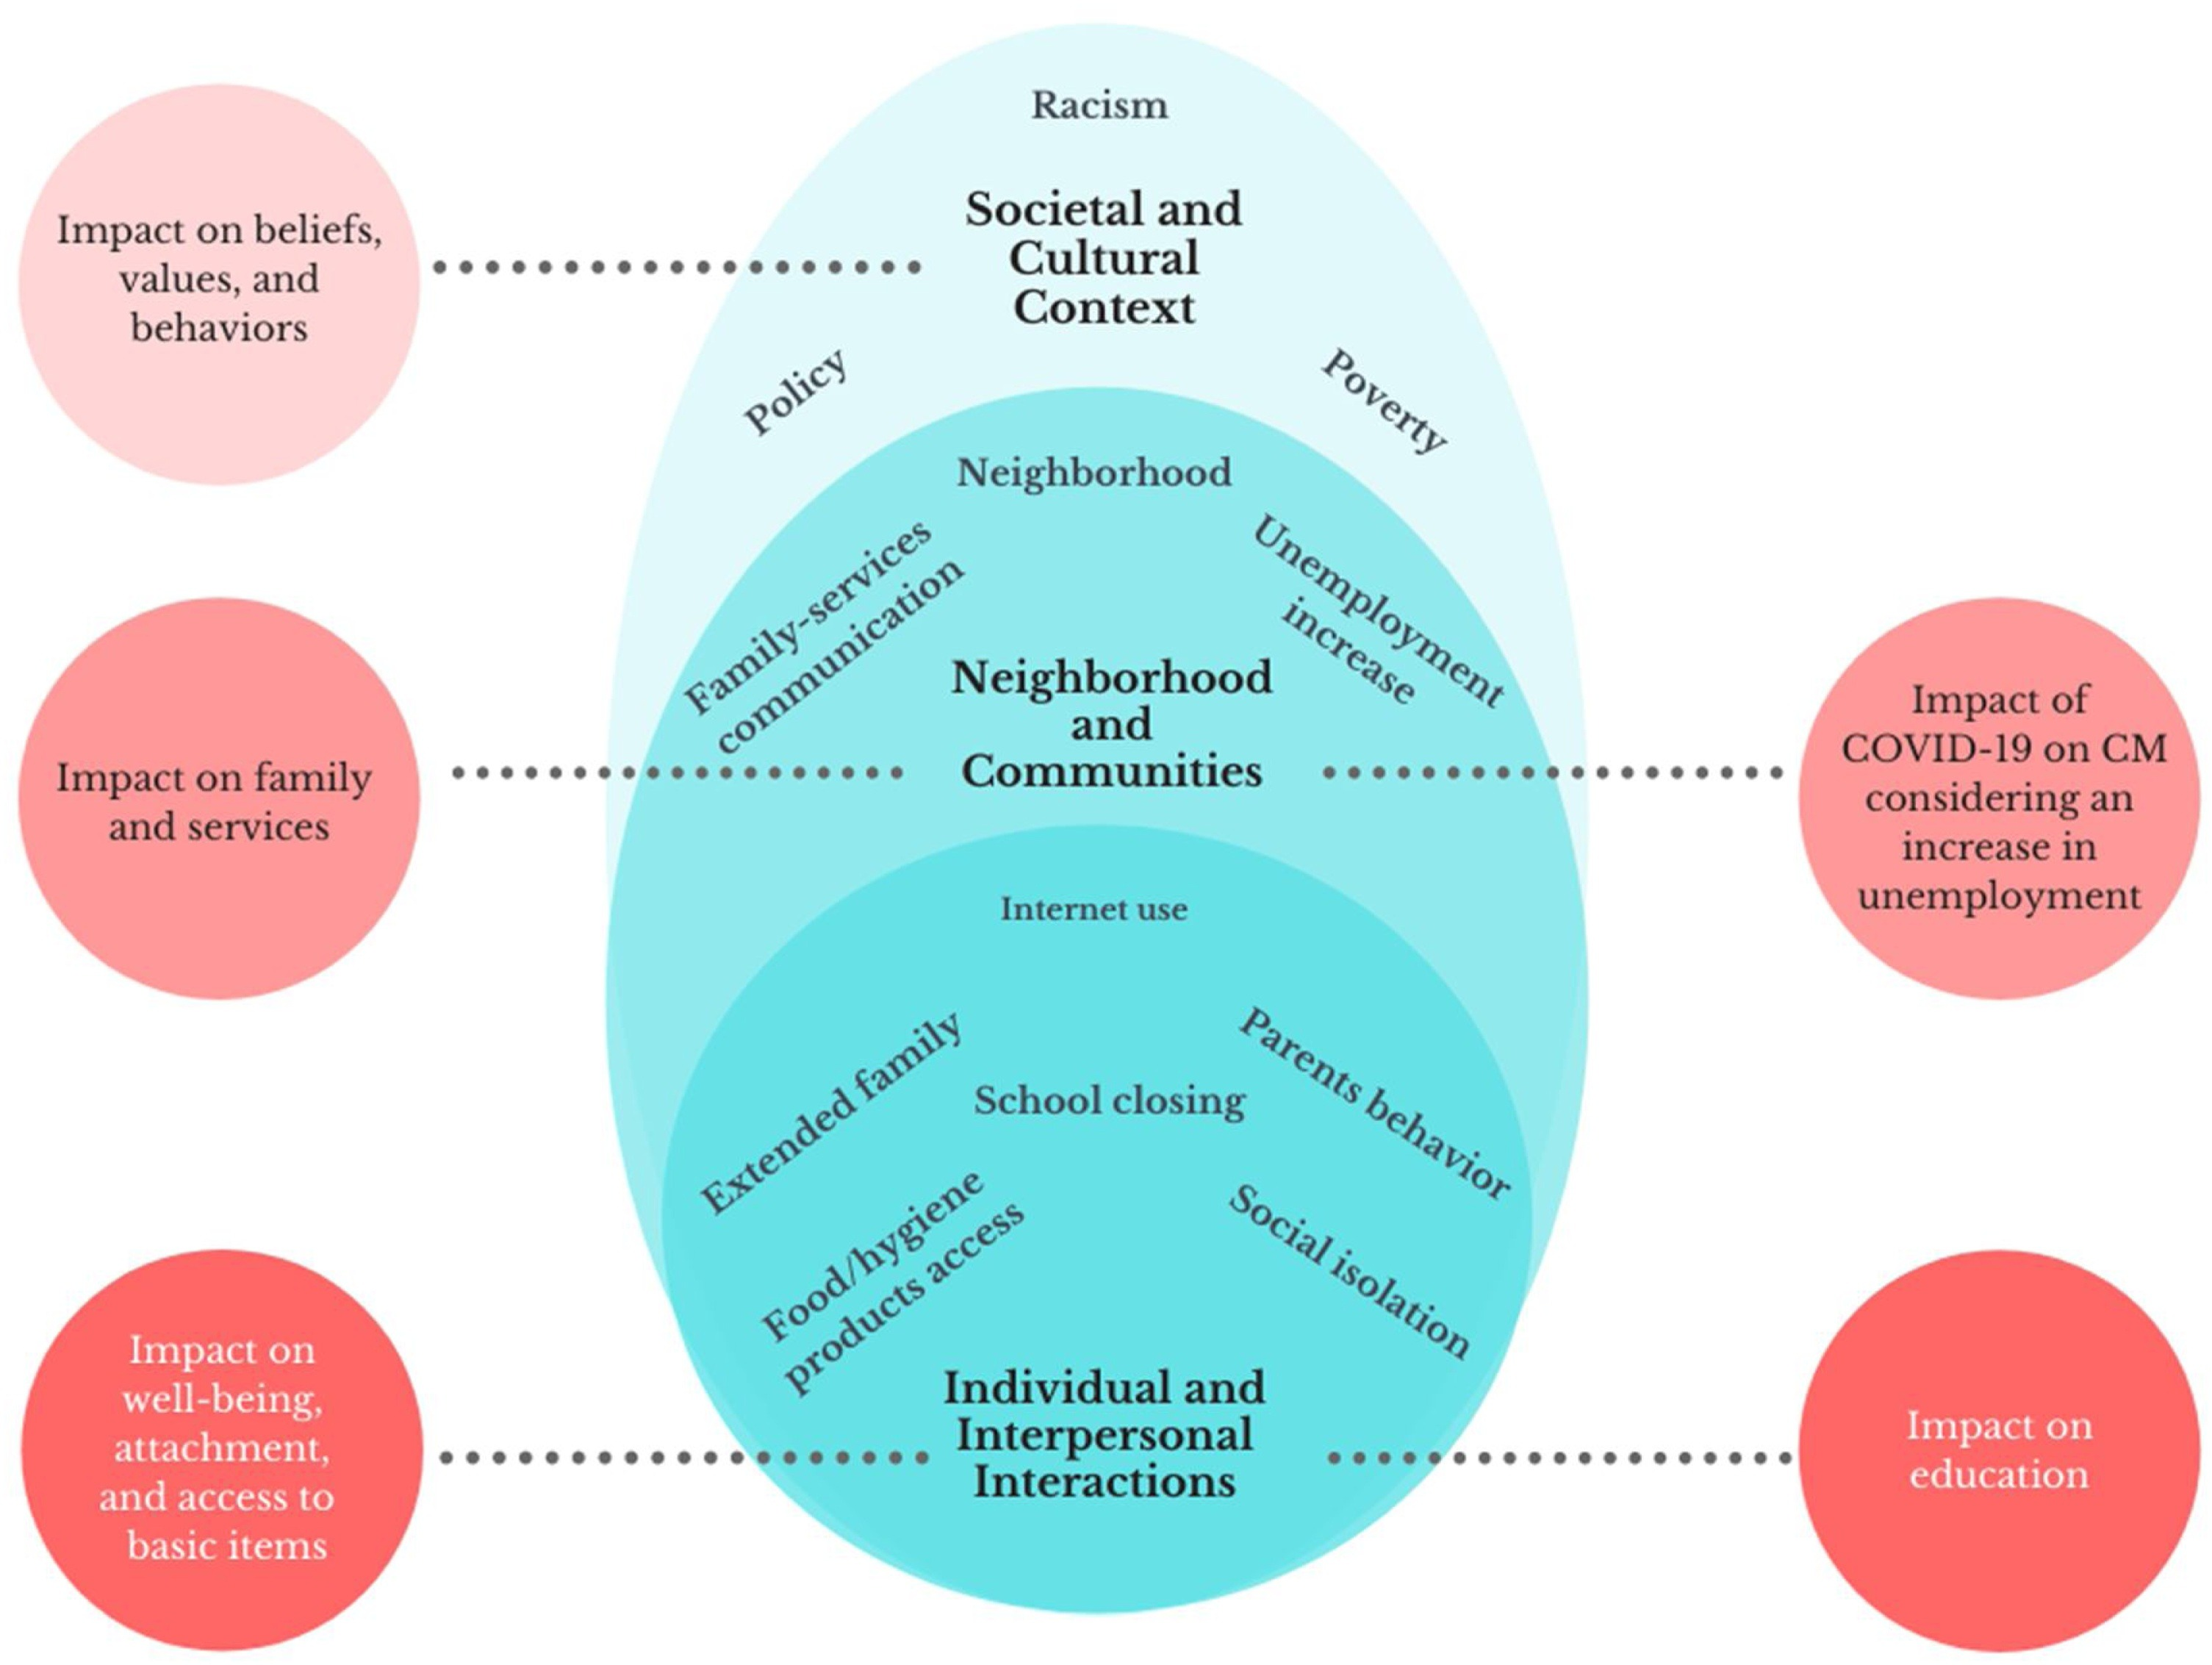 Racism
Societal and
Cultural
Context
Policy
Poverty
Impact on beliefs,
values, and
behaviors
Neighborhood
Family-services
communication
Unemployment
increase
Neighborhood
and
Communities
Impact on family
and services
Impact of
COVID-19 on CM
considering an
increase in
unemployment
Internet use
Extended family
School closing
Parents behavior
Food/hygiene
products access
Social isolation
Individual and
Interpersonal
Interactions
Impact on
well-being,
attachment,
and access to
basic items
Impact on
education